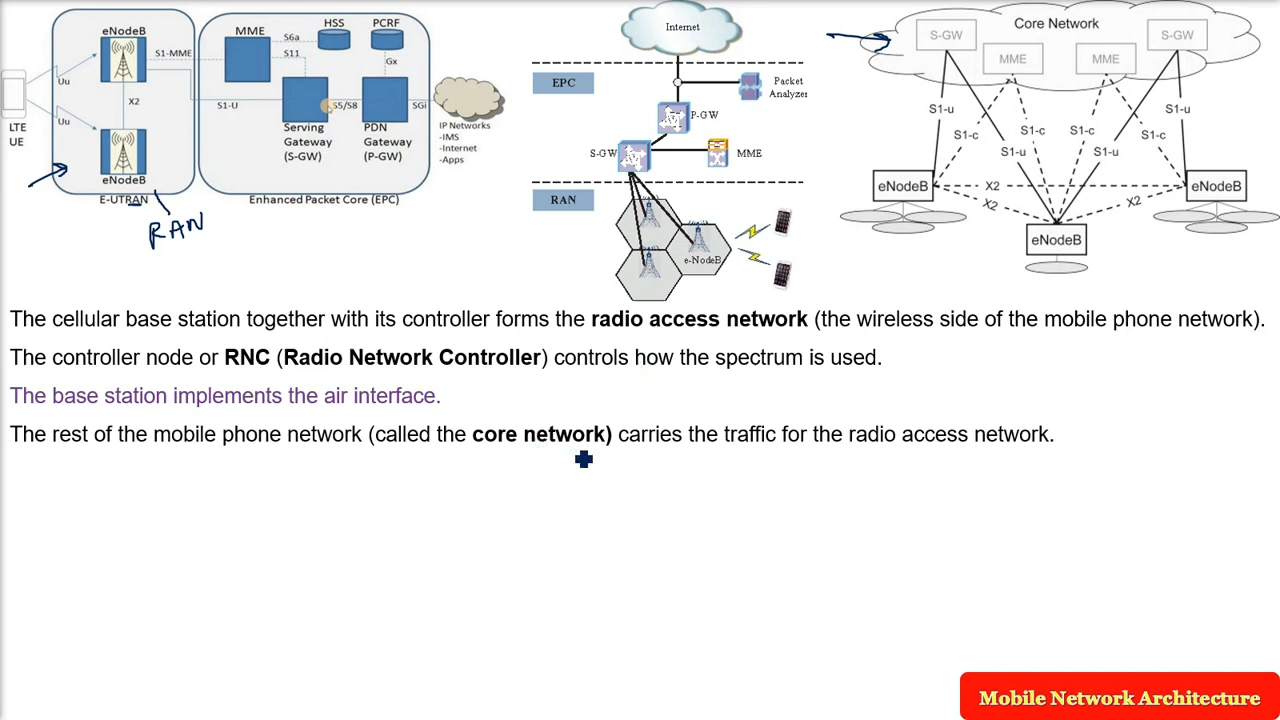 eNodeB
S1-MME
MME
HSS
PCRF
S6a
S11
Gx
Uu
X2
Uu
S1-U
S5/S8
SGi
LTE
UE
Serving
Gateway
(S-GW)
PDN
Gateway
(P-GW)
IP Networks
-IMS
-Internet
-Apps
eNodeB
E-UTRAN
Enhanced Packet Core (EPC)
RAN
Internet
EPC
Packet
Analyzer
P-GW
S-GW
MME
RAN
e-NodeB
Core Network
S-GW
S-GW
MME
MME
S1-u
S1-u
S1-c
S1-c
S1-c
S1-c
S1-u
S1-u
eNodeB
X2
eNodeB
X2
X2
eNodeB
The cellular base station together with its controller forms the radio access network (the wireless side of the mobile phone network).
The controller node or RNC (Radio Network Controller) controls how the spectrum is used.
The base station implements the air interface.
The rest of the mobile phone network (called the core network) carries the traffic for the radio access network.
Mobile Network Architecture